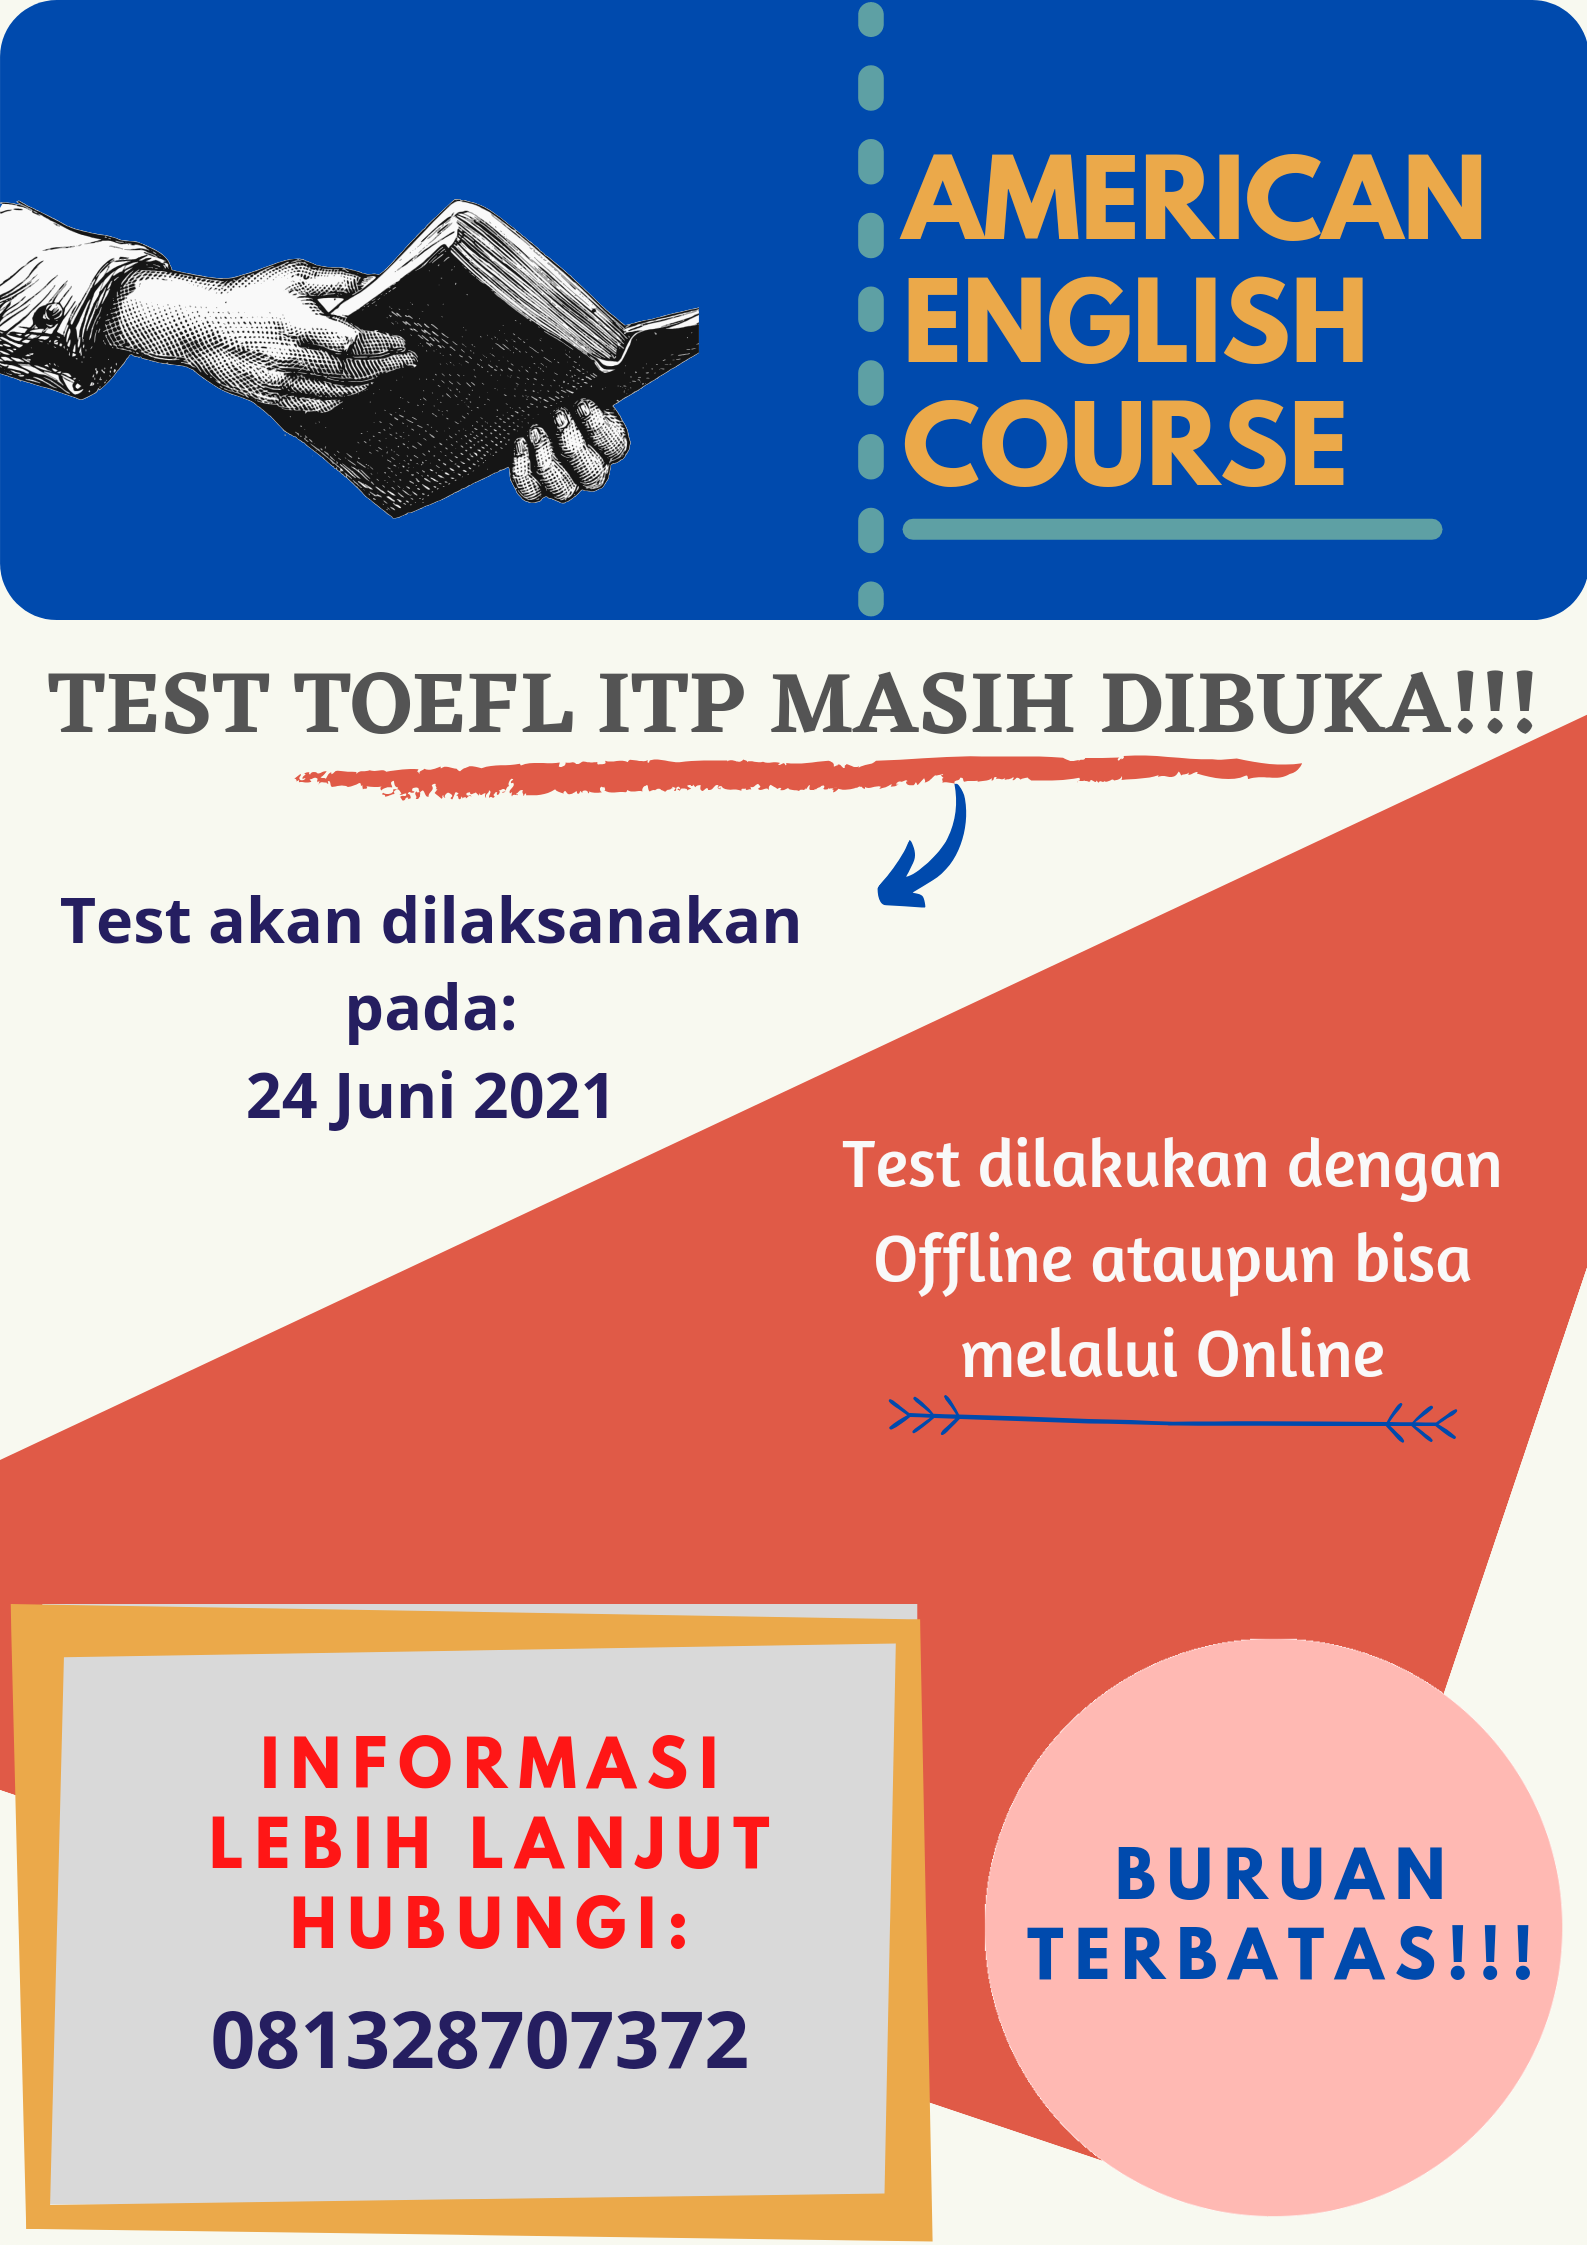 AMERICAN
ENGLISH
COURSE
TEST TOEFL ITP MASIH DIBUKA!!!
Test akan dilaksanakan
pada:
24 Juni 2021
Test dilakukan dengan
Offline ataupun bisa
melalui Online
INFORMASI
LEBIH LANJUT
HUBUNGI:
081328707372
BURUAN
TERBATAS!!!